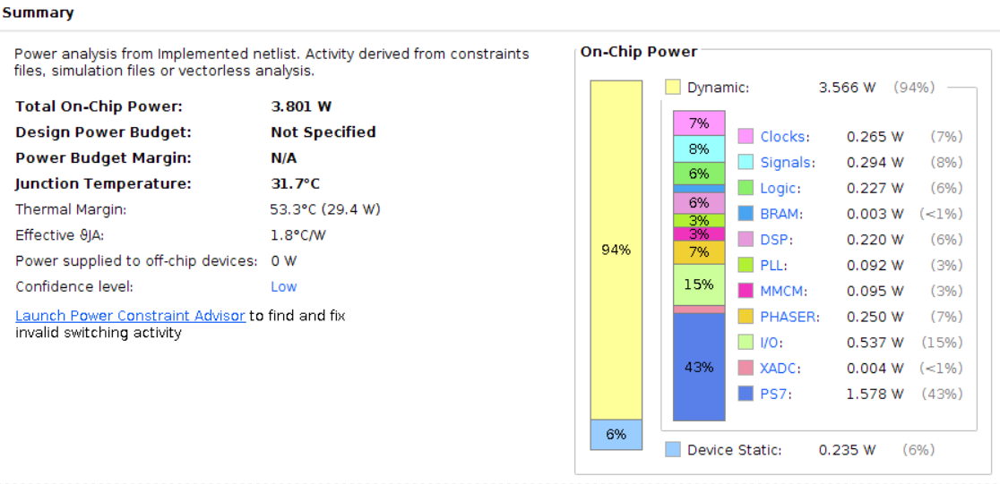 Summary
Power analysis from Implemented netlist. Activity derived from constraints
files, simulation files or vectorless analysis.
Total On-Chip Power: 3.801 W
Design Power Budget: Not Specified
Power Budget Margin: N/A
Junction Temperature: 31.7°C
Thermal Margin: 53.3°C (29.4 W)
Effective ϑJA: 1.8°C/W
Power supplied to off-chip devices: 0 W
Confidence level: Low
Launch Power Constraint Advisor to find and fix
invalid switching activity
On-Chip Power
94%
6%
Dynamic: 3.566 W (94%)
7%
8%
6%
6%
3%
3%
7%
15%
43%
Clocks: 0.265 W (7%)
Signals: 0.294 W (8%)
Logic: 0.227 W (6%)
BRAM: 0.003 W (<1%)
DSP: 0.220 W (6%)
PLL: 0.092 W (3%)
MMCM: 0.095 W (3%)
PHASER: 0.250 W (7%)
I/O: 0.537 W (15%)
XADC: 0.004 W (<1%)
PS7: 1.578 W (43%)
Device Static: 0.235 W (6%)